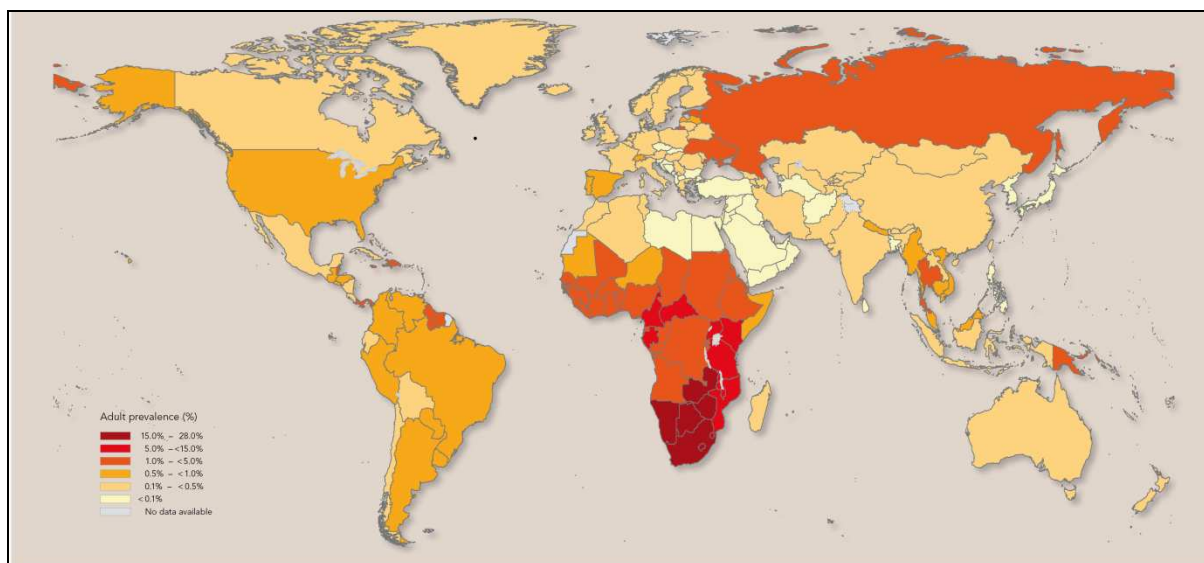 Adult prevalence (%)
15.0% – 28.0%
5.0% – <15.0%
1.0% – <5.0%
0.5% – <1.0%
0.1% – <0.5%
<0.1%
No data available